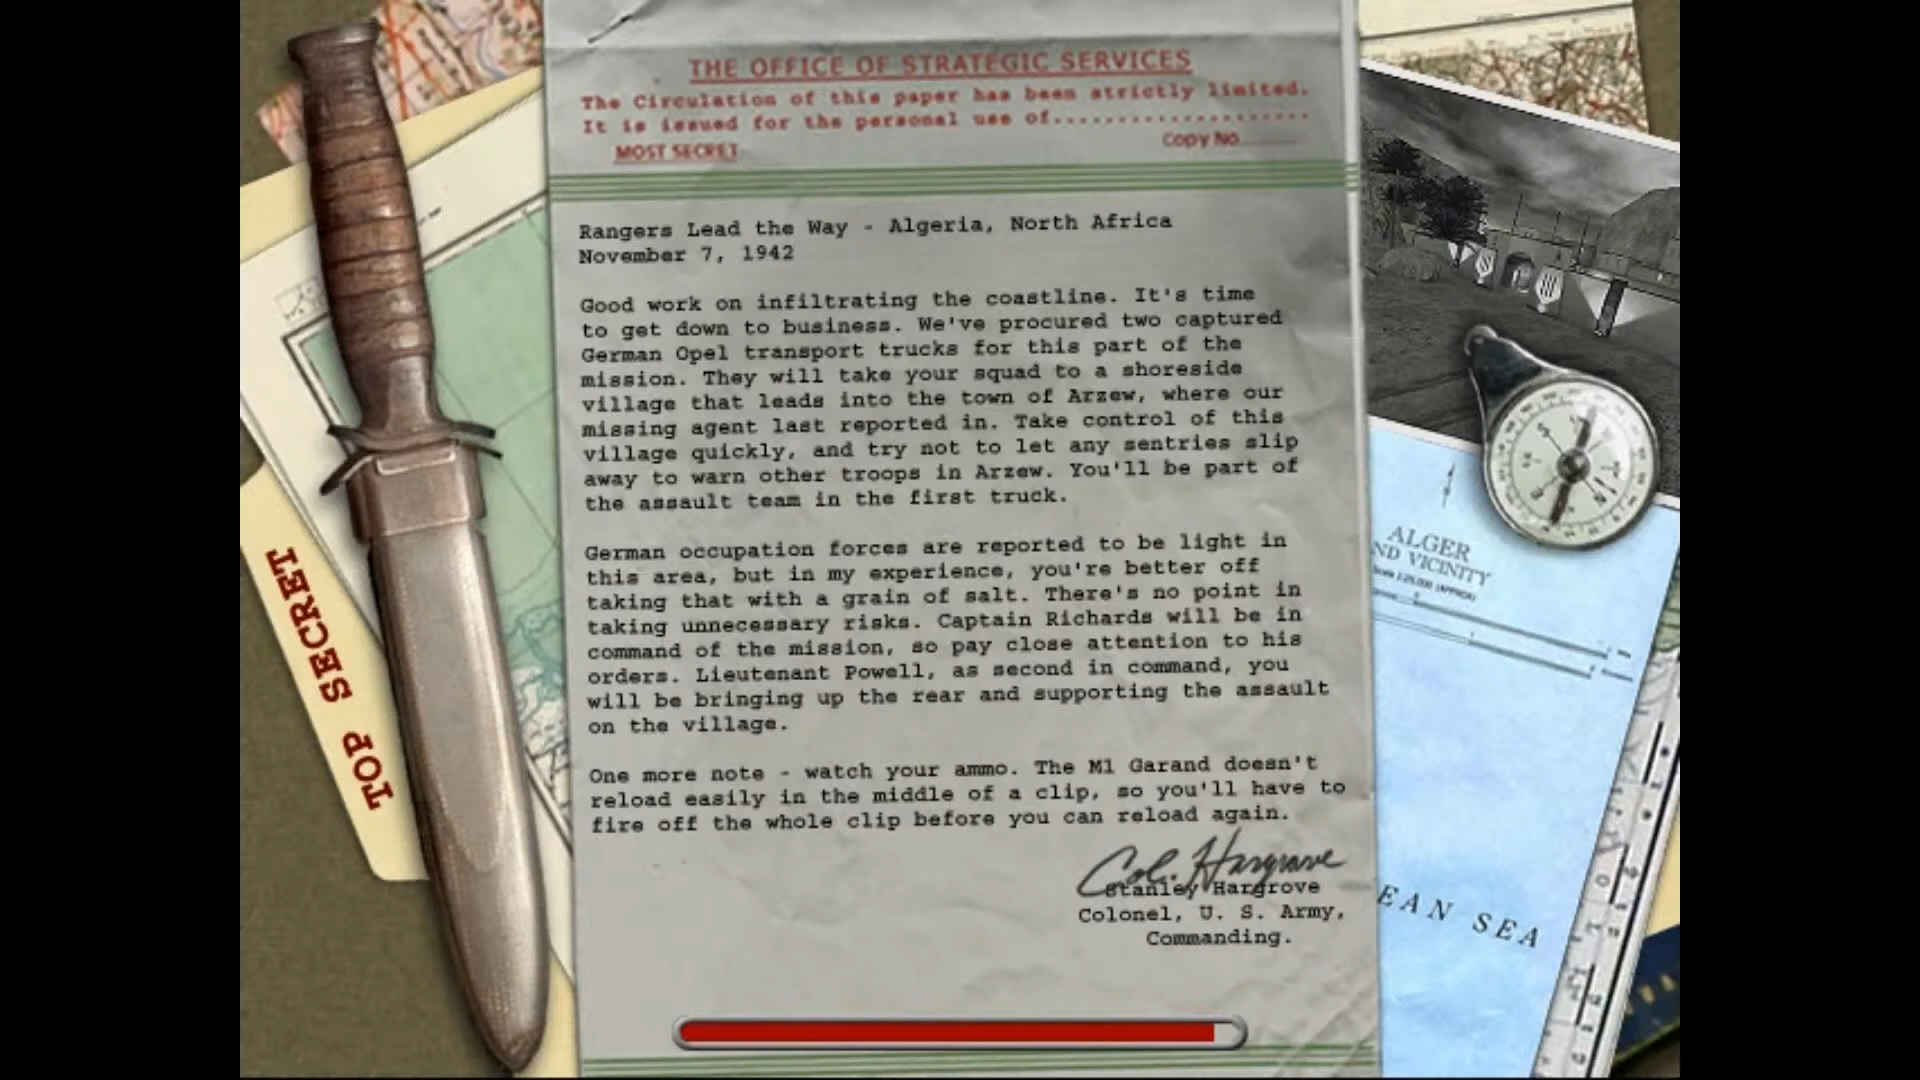 THE OFFICE OF STRATEGIC SERVICES
The Circulation of this paper has been strictly limited.
It is issued for the personal use of.....................
MOST SECRET
Copy No.........
Rangers Lead the Way - Algeria, North Africa
November 7, 1942
Good work on infiltrating the coastline. It's time
to get down to business. We've procured two captured
German Opel transport trucks for this part of the
mission. They will take your squad to a shoreside
village that leads into the town of Arzew, where our
missing agent last reported in. Take control of this
village quickly, and try not to let any sentries slip
away to warn other troops in Arzew. You'll be part of
the assault team in the first truck.
German occupation forces are reported to be light in
this area, but in my experience, you're better off
taking that with a grain of salt. There's no point in
taking unnecessary risks. Captain Richards will be in
command of the mission, so pay close attention to his
orders. Lieutenant Powell, as second in command, you
will be bringing up the rear and supporting the assault
on the village.
One more note - watch your ammo. The M1 Garand doesn't
reload easily in the middle of a clip, so you'll have to
fire off the whole clip before you can reload again.
Col. Hargrove
Stanley Hargrove
Colonel, U. S. Army,
Commanding.
TOP SECRET
ALGER
ND VICINITY
EAN SEA